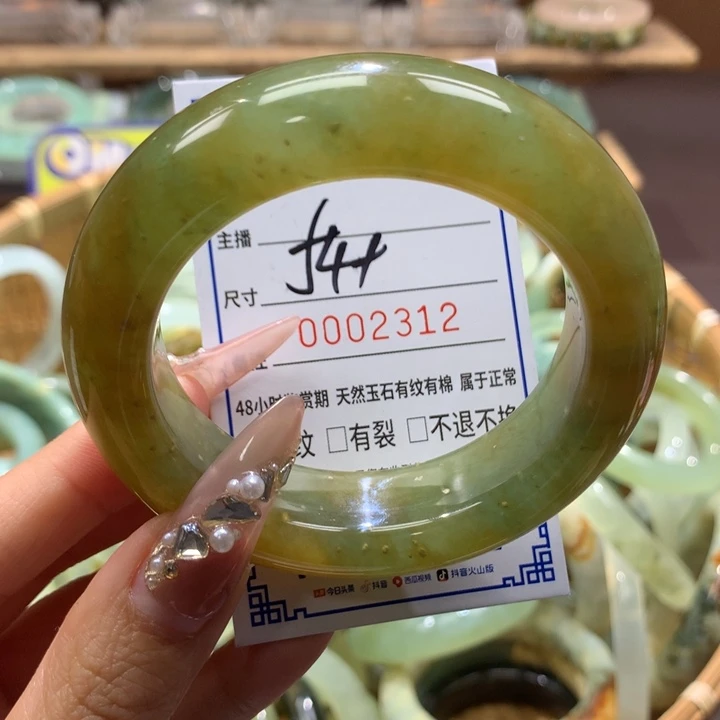 主播
f44
尺寸
0002312
48小时 赏期 天然玉石有纹有棉 属于正常
纹 □有裂 □不退不换
今日头条 抖音 西瓜视频 抖音火山版